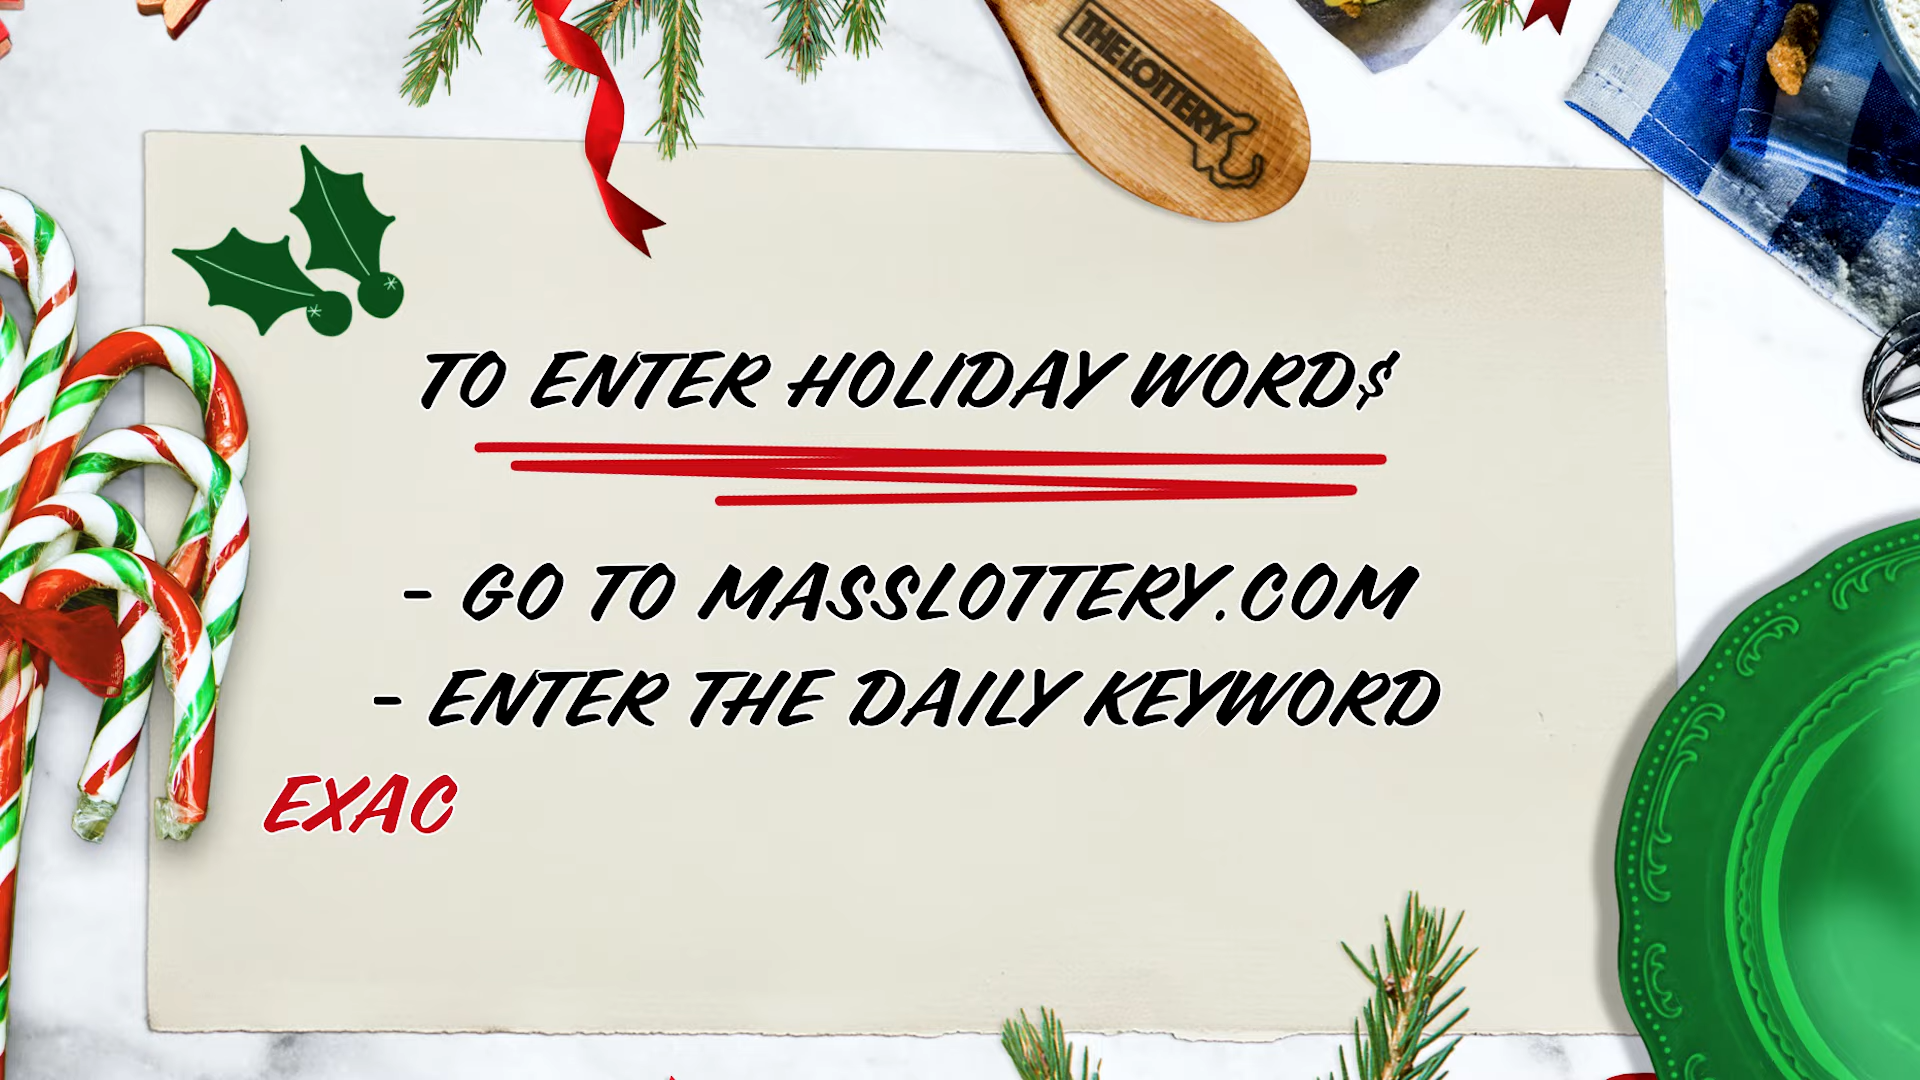 THE LOTTERY
TO ENTER HOLIDAY WORD$
- GO TO MASSLOTTERY.COM
- ENTER THE DAILY KEYWORD
EXAC